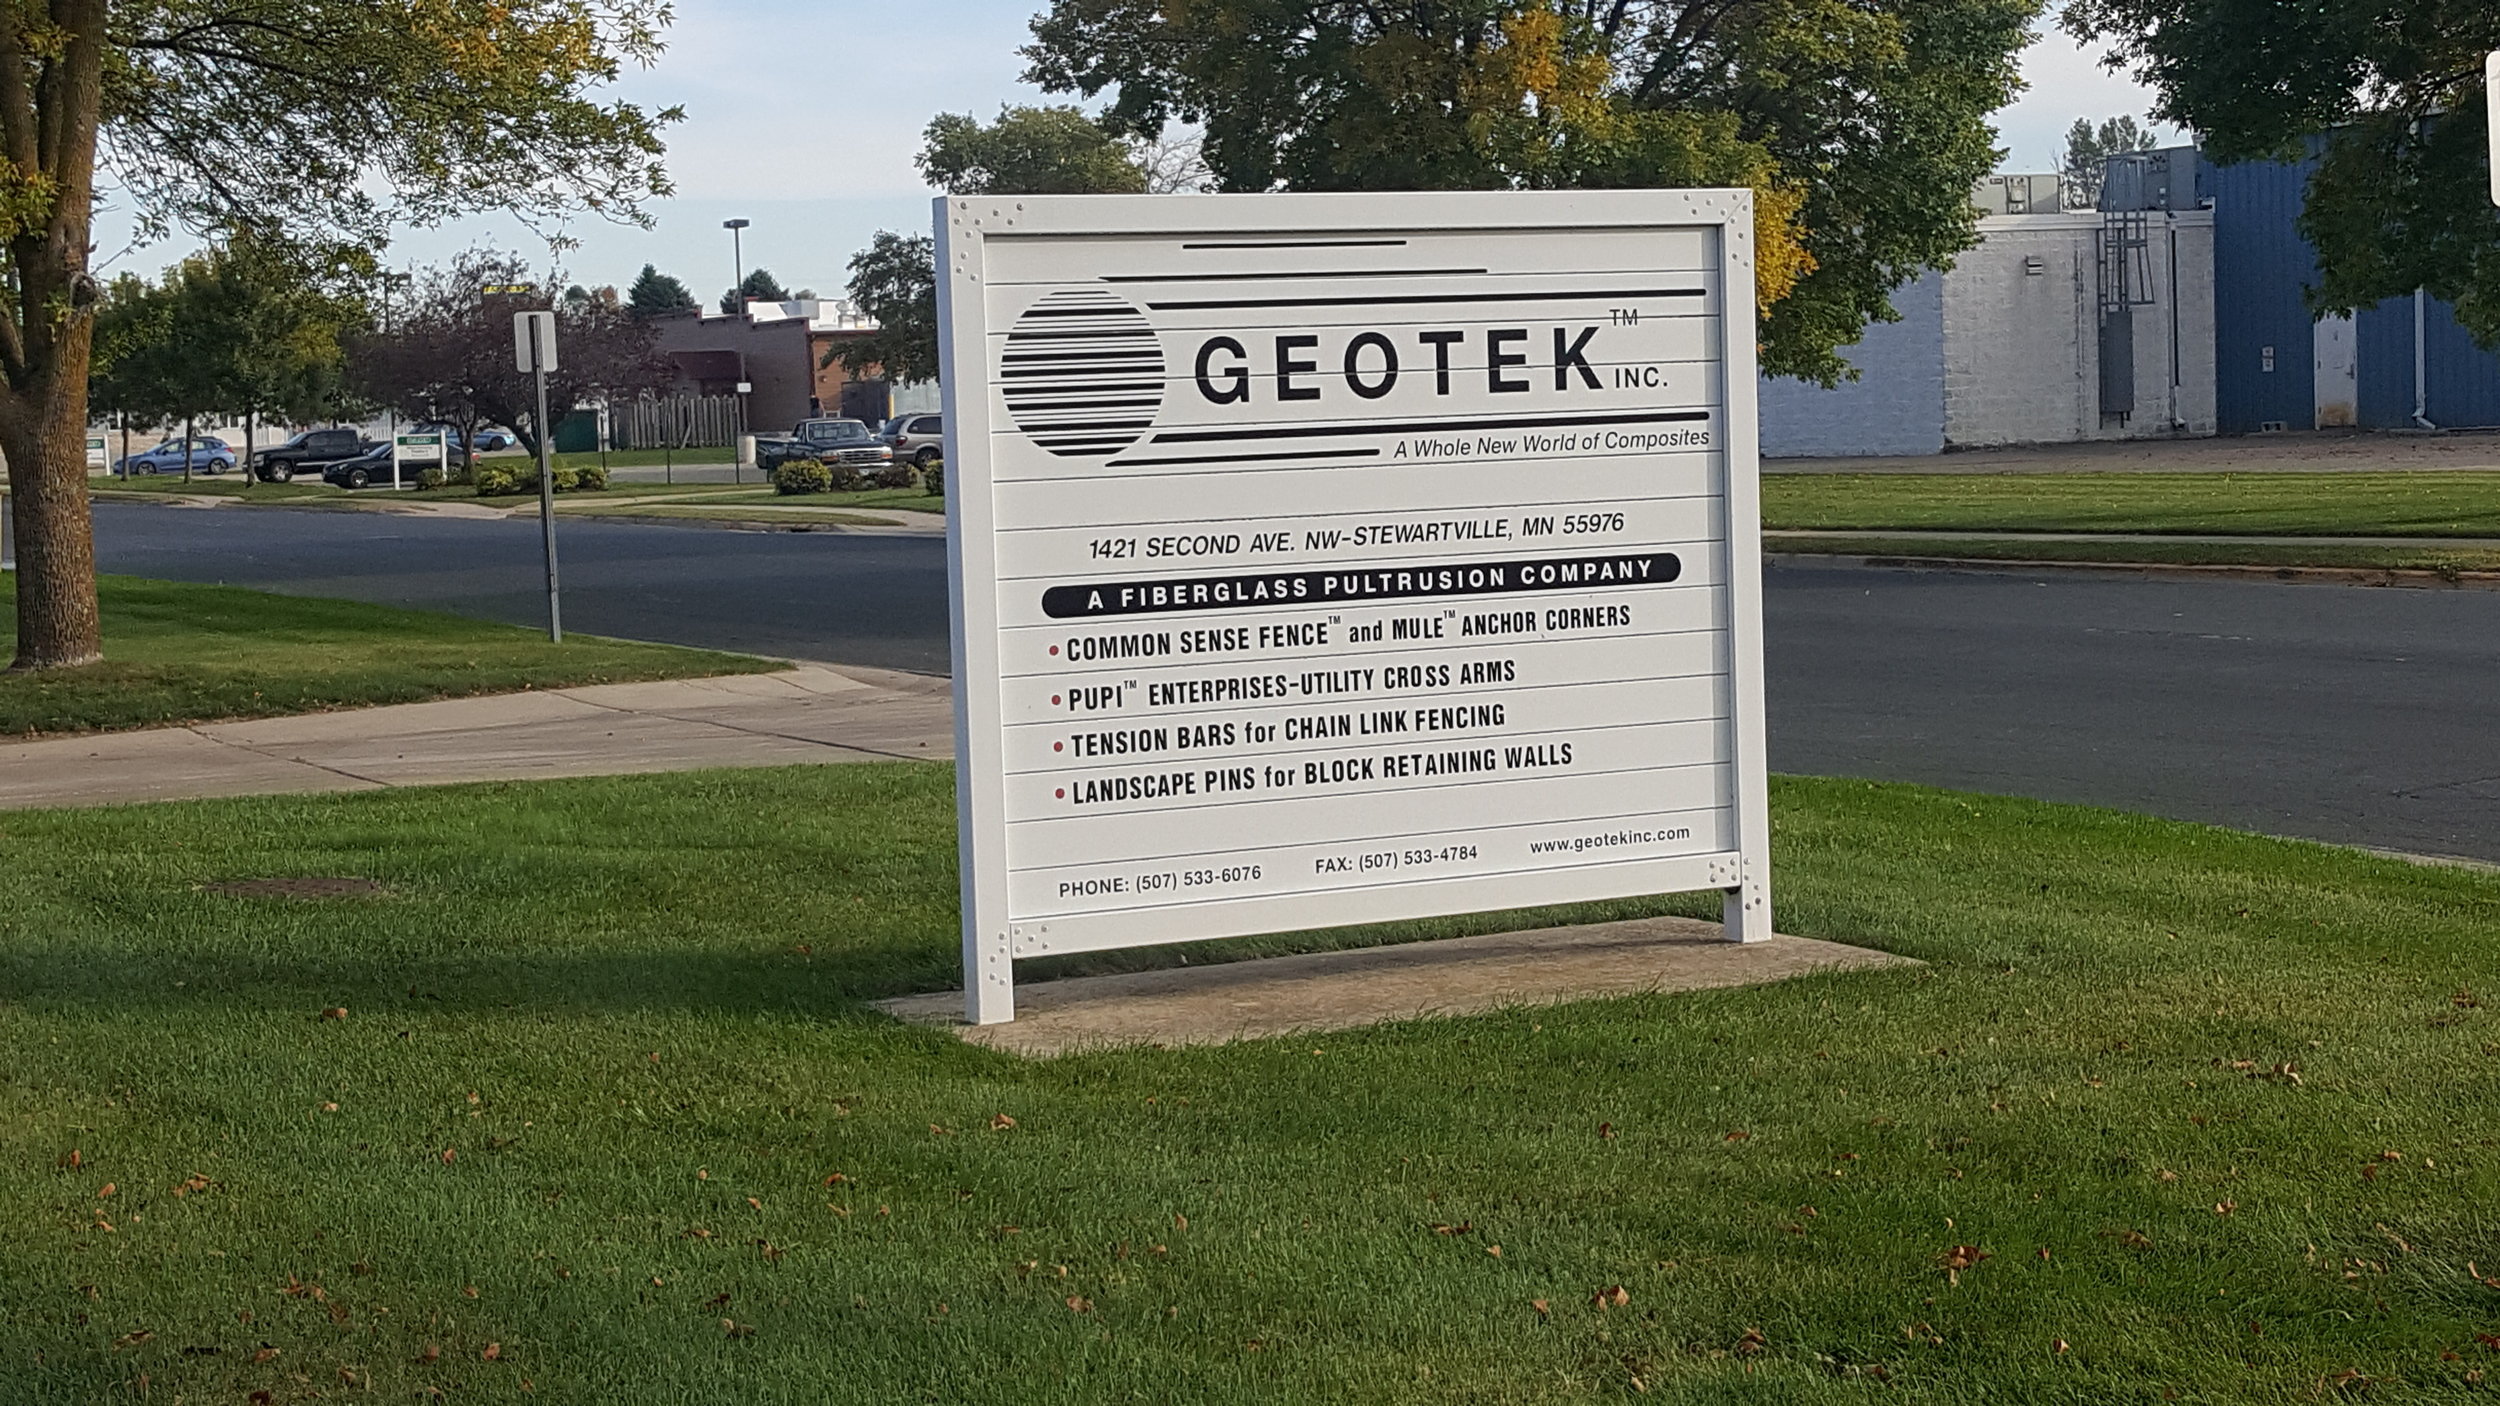 GEOTEK™ INC.
A Whole New World of Composites
1421 SECOND AVE. NW-STEWARTVILLE, MN 55976
A FIBERGLASS PULTRUSION COMPANY
• COMMON SENSE FENCE™ and MULE™ ANCHOR CORNERS
• PUPI™ ENTERPRISES-UTILITY CROSS ARMS
• TENSION BARS for CHAIN LINK FENCING
• LANDSCAPE PINS for BLOCK RETAINING WALLS
PHONE: (507) 533-6076 FAX: (507) 533-4784 www.geotekinc.com